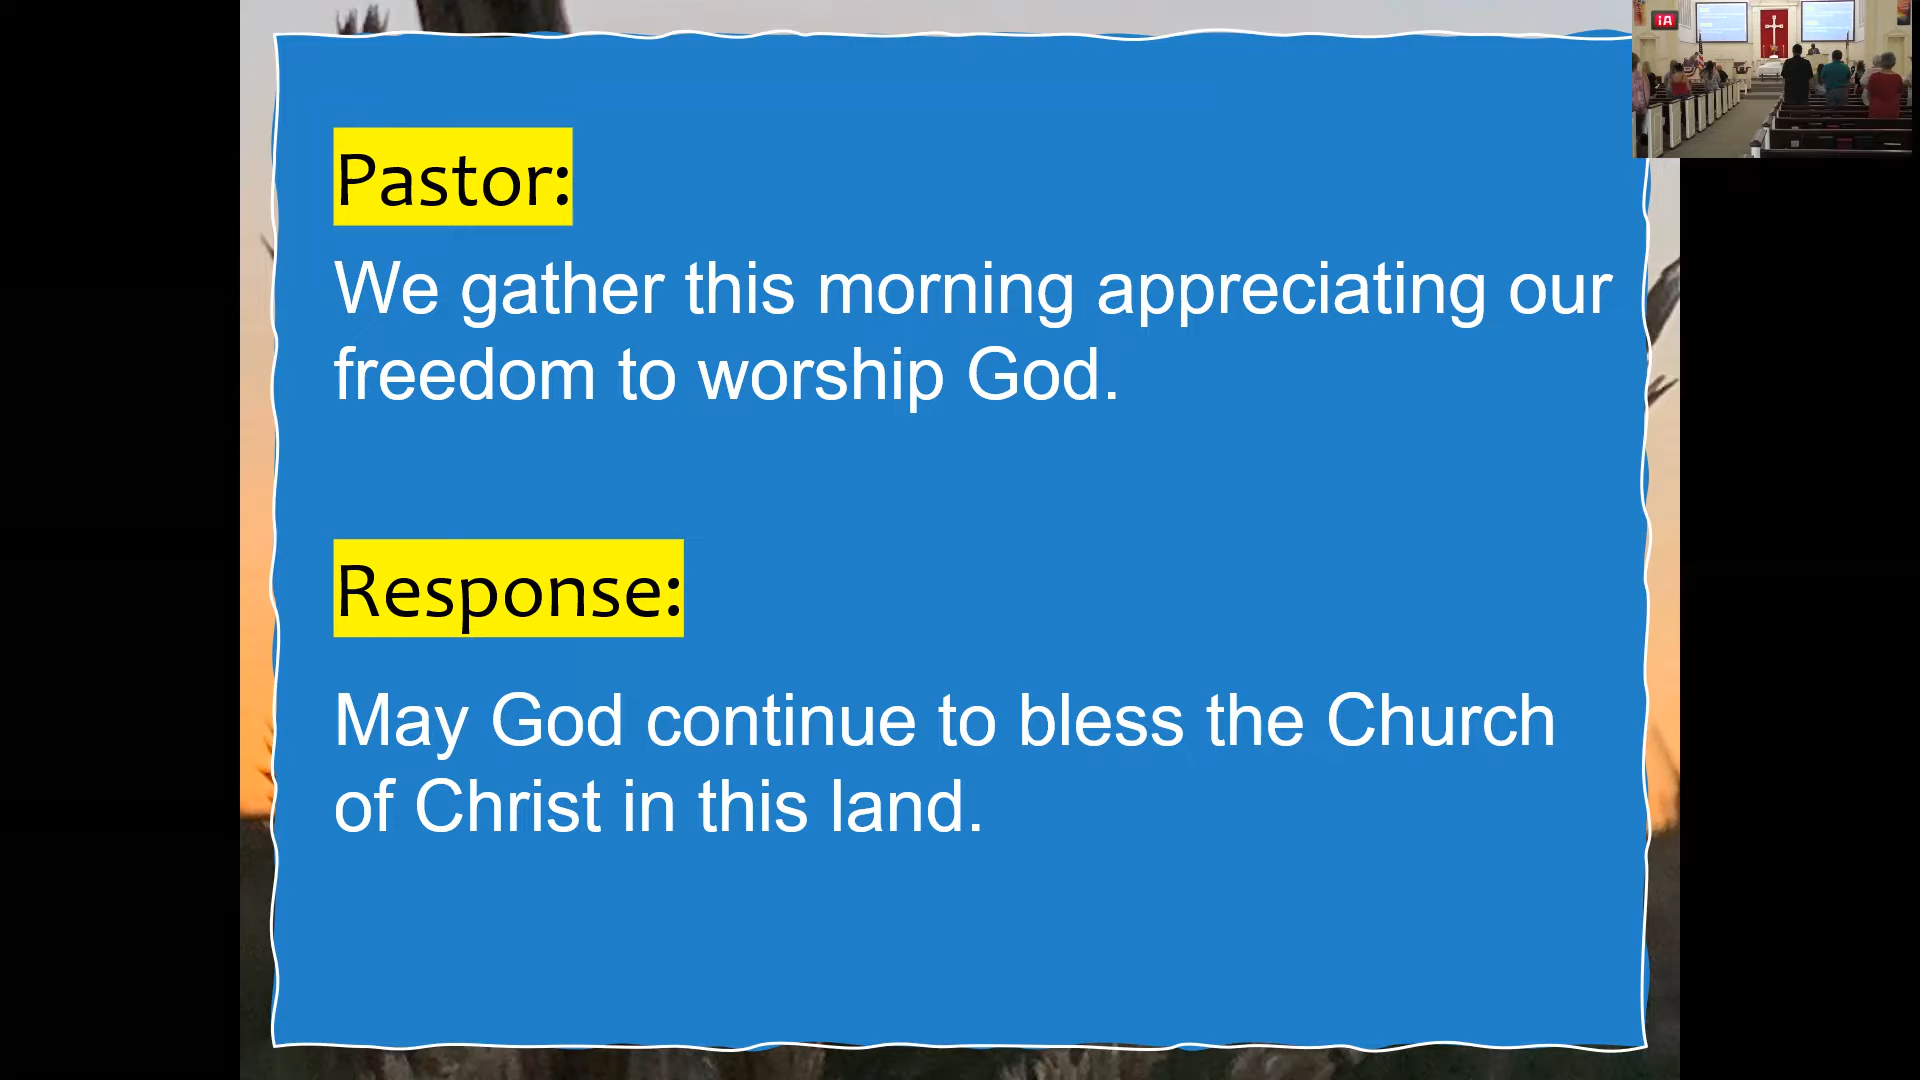 Pastor:
We gather this morning appreciating our
freedom to worship God.
Response:
May God continue to bless the Church
of Christ in this land.
iA